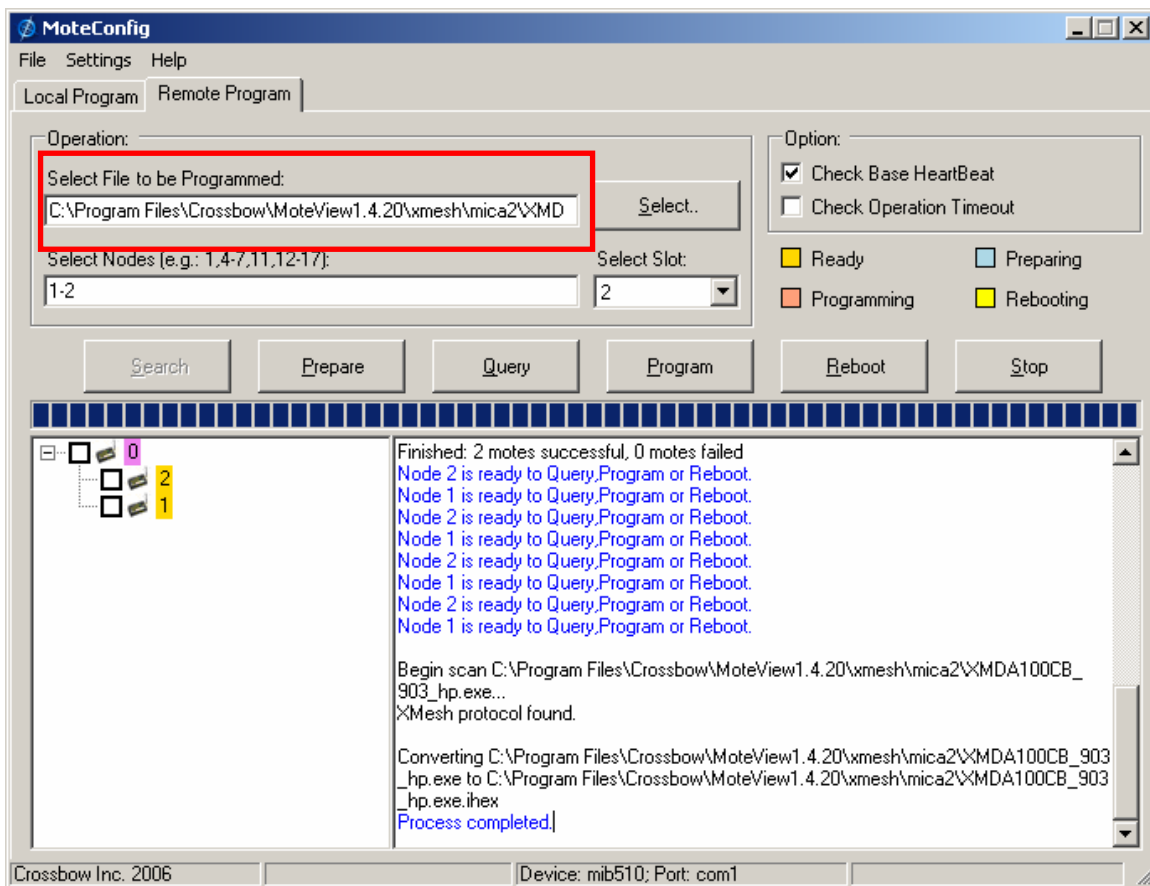 MoteConfig
File Settings Help
Local Program Remote Program
Operation:
Select File to be Programmed:
C:\Program Files\Crossbow\MoteView1.4.20\xmesh\mica2\XMD
Select..
Select Nodes (e.g.: 1,4-7,11,12-17):
Select Slot:
1-2
2
Option:
Check Base HeartBeat
Check Operation Timeout
Ready Preparing
Programming Rebooting
Search Prepare Query Program Reboot Stop
0
2
1
Finished: 2 motes successful, 0 motes failed
Node 2 is ready to Query,Program or Reboot.
Node 1 is ready to Query,Program or Reboot.
Node 2 is ready to Query,Program or Reboot.
Node 1 is ready to Query,Program or Reboot.
Node 2 is ready to Query,Program or Reboot.
Node 1 is ready to Query,Program or Reboot.
Node 2 is ready to Query,Program or Reboot.
Node 1 is ready to Query,Program or Reboot.
Begin scan C:\Program Files\Crossbow\MoteView1.4.20\xmesh\mica2\XMDA100CB_
903_hp.exe...
XMesh protocol found.
Converting C:\Program Files\Crossbow\MoteView1.4.20\xmesh\mica2\XMDA100CB_903
_hp.exe to C:\Program Files\Crossbow\MoteView1.4.20\xmesh\mica2\XMDA100CB_903
_hp.exe.ihex
Process completed.
Crossbow Inc. 2006
Device: mib510; Port: com1